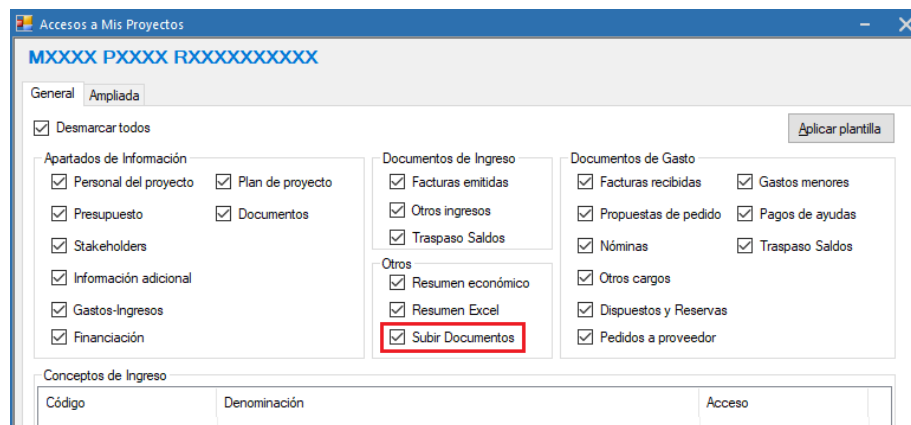 Accesos a Mis Proyectos
MXXXX PXXXX RXXXXXXXXXX
General Ampliada
Desmarcar todos
Aplicar plantilla
Apartados de Información
Personal del proyecto Plan de proyecto
Presupuesto Documentos
Stakeholders
Información adicional
Gastos-Ingresos
Financiación
Documentos de Ingreso
Facturas emitidas
Otros ingresos
Traspaso Saldos
Otros
Resumen económico
Resumen Excel
Subir Documentos
Documentos de Gasto
Facturas recibidas Gastos menores
Propuestas de pedido Pagos de ayudas
Nóminas Traspaso Saldos
Otros cargos
Dispuestos y Reservas
Pedidos a proveedor
Conceptos de Ingreso
Código Denominación Acceso